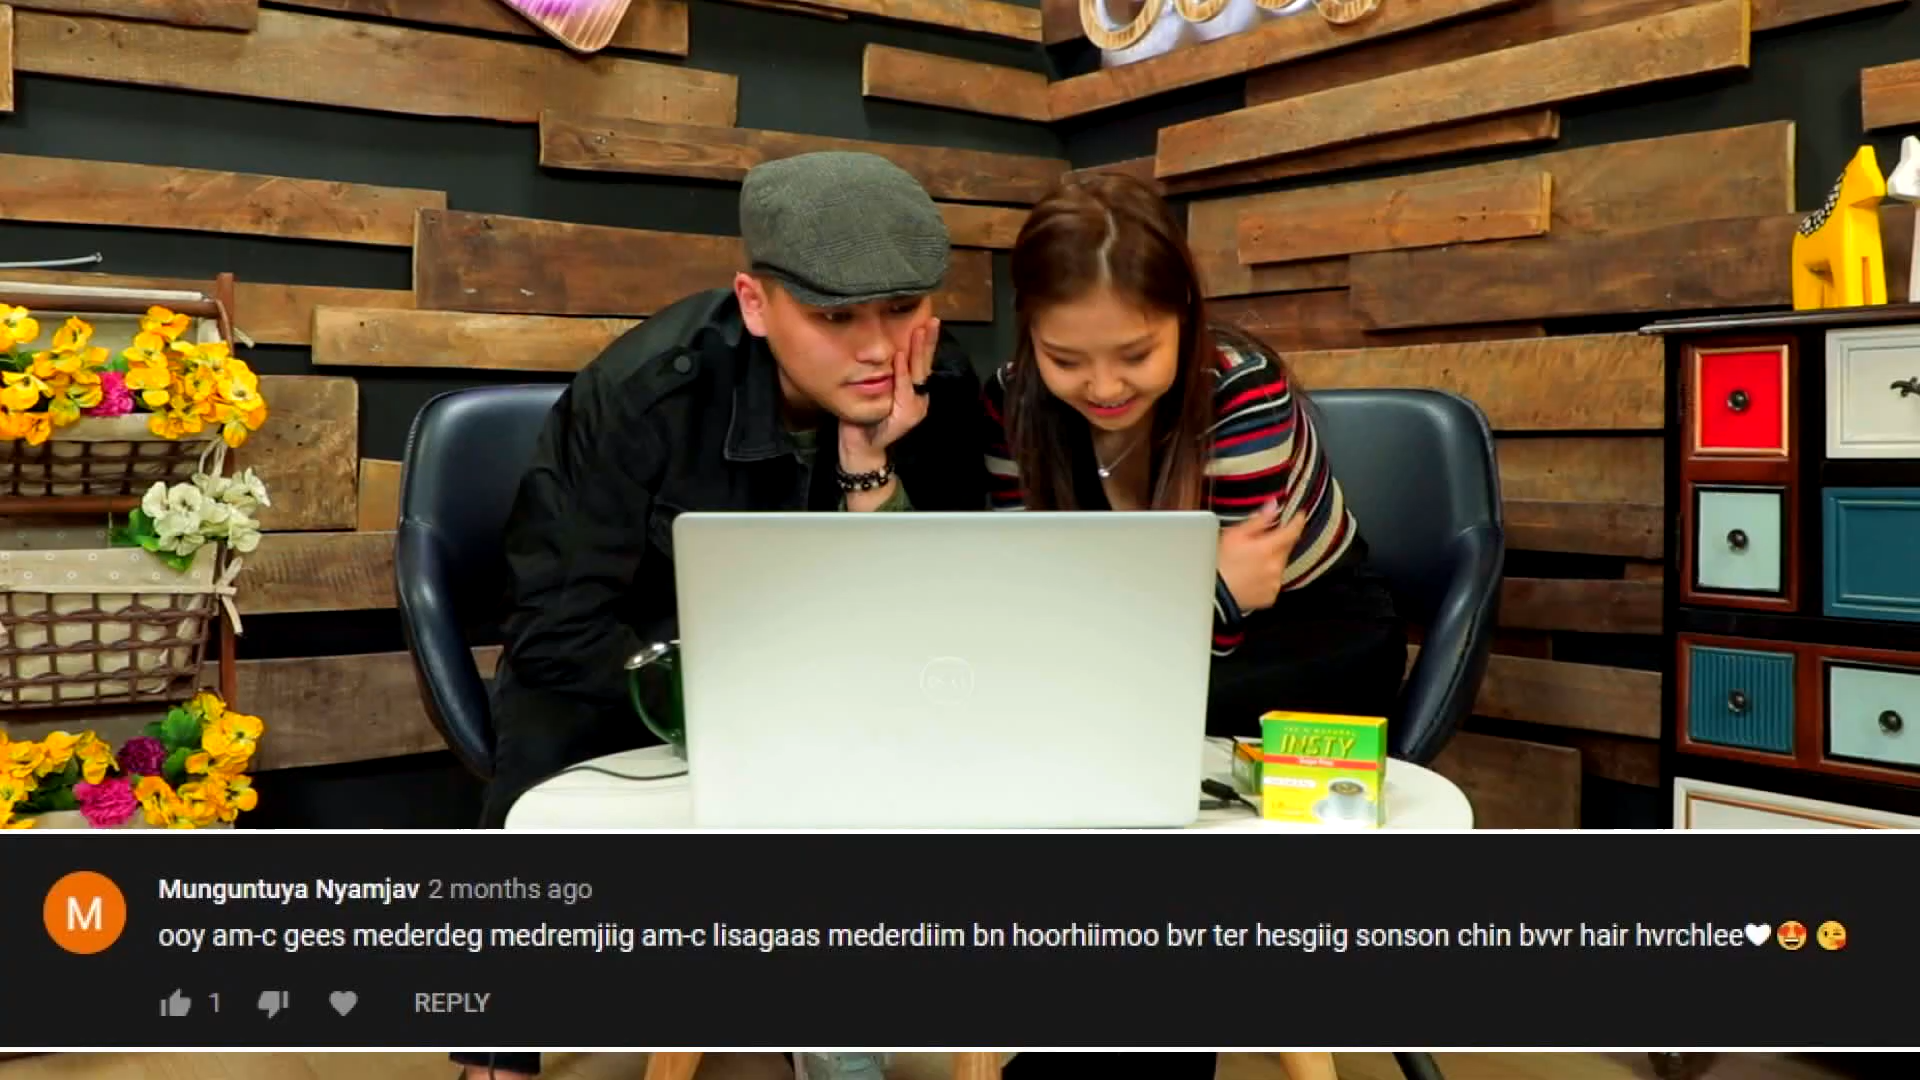 INSTY
DELL
Munguntuya Nyamjav 2 months ago
M
ooy am-c gees mederdeg medremjiig am-c lisagaas mederdiim bn hoorhiimoo bvr ter hesgiig sonson chin bvvr hair hvrchlee🤍🤩 😘
1
REPLY